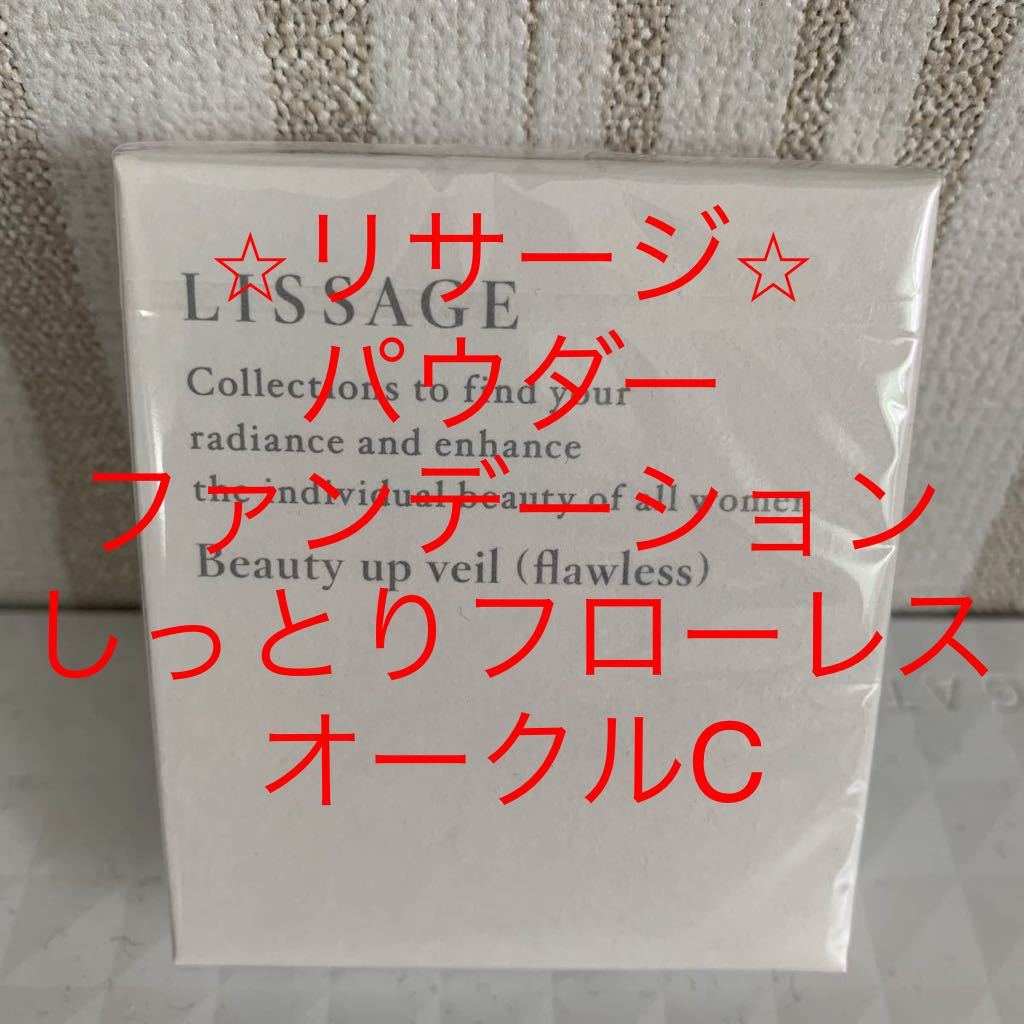 ☆リサージ☆
LISSAGE
パウダー
Collections to find your
radiance and enhance
ファンデーション
the individual beauty of all women
Beauty up veil (flawless)
しっとりフローレス
オークルC